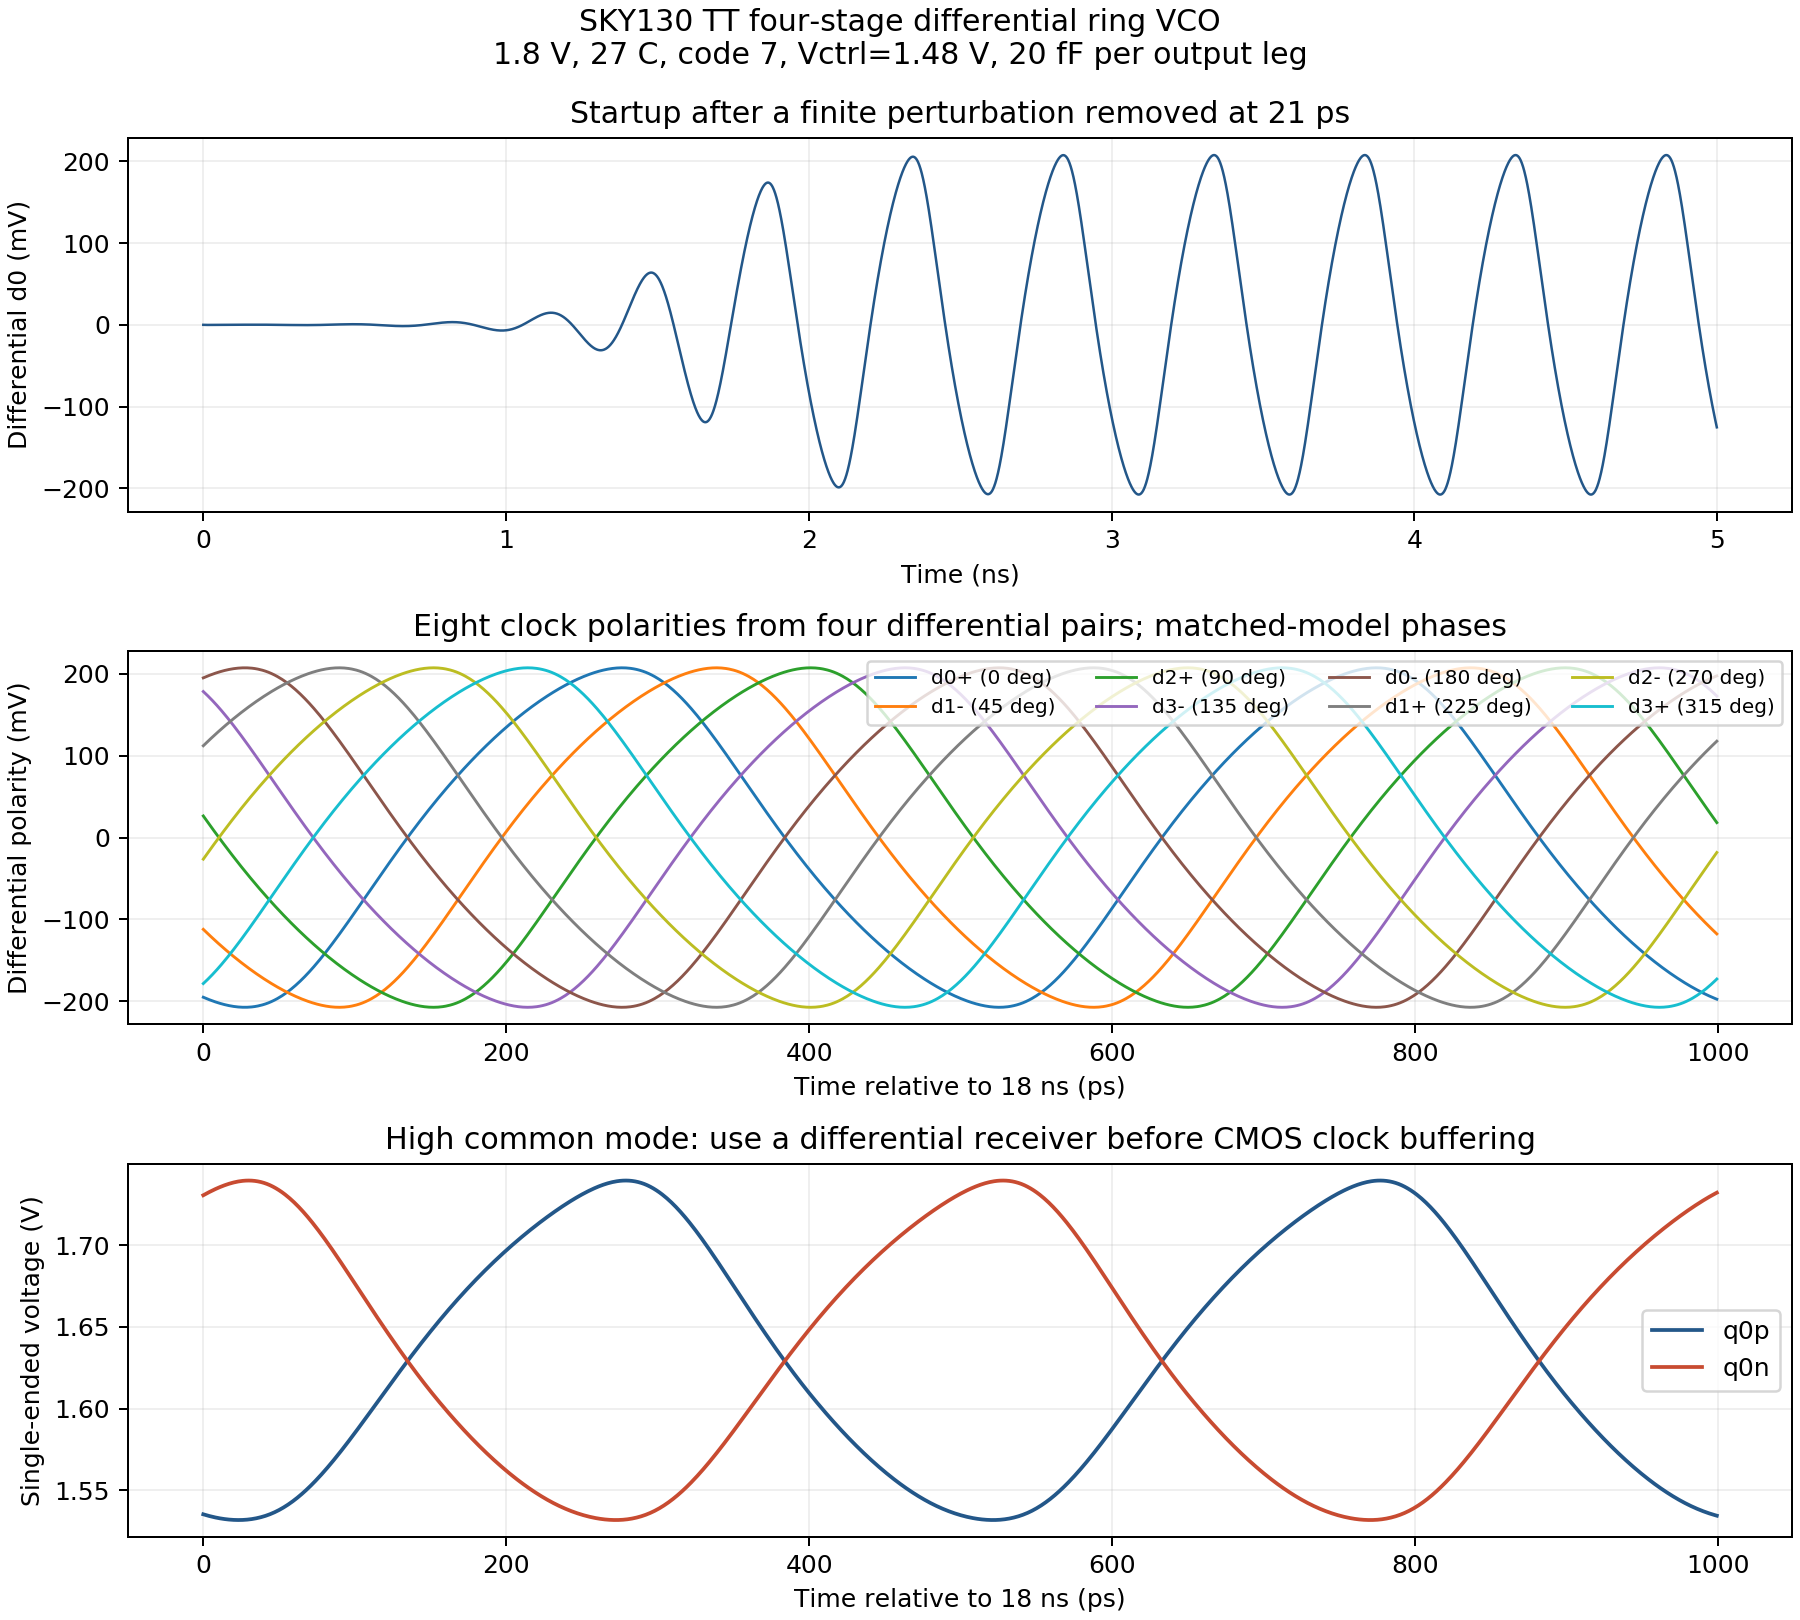 SKY130 TT four-stage differential ring VCO
1.8 V, 27 C, code 7, Vctrl=1.48 V, 20 fF per output leg
Startup after a finite perturbation removed at 21 ps
Differential d0 (mV)
200
100
0
−100
−200
0 1 2 3 4 5
Time (ns)
Eight clock polarities from four differential pairs; matched-model phases
Differential polarity (mV)
200
100
0
−100
−200
d0+ (0 deg) d2+ (90 deg) d0- (180 deg) d2- (270 deg)
d1- (45 deg) d3- (135 deg) d1+ (225 deg) d3+ (315 deg)
0 200 400 600 800 1000
Time relative to 18 ns (ps)
High common mode: use a differential receiver before CMOS clock buffering
Single-ended voltage (V)
1.70
1.65
1.60
1.55
q0p
q0n
0 200 400 600 800 1000
Time relative to 18 ns (ps)